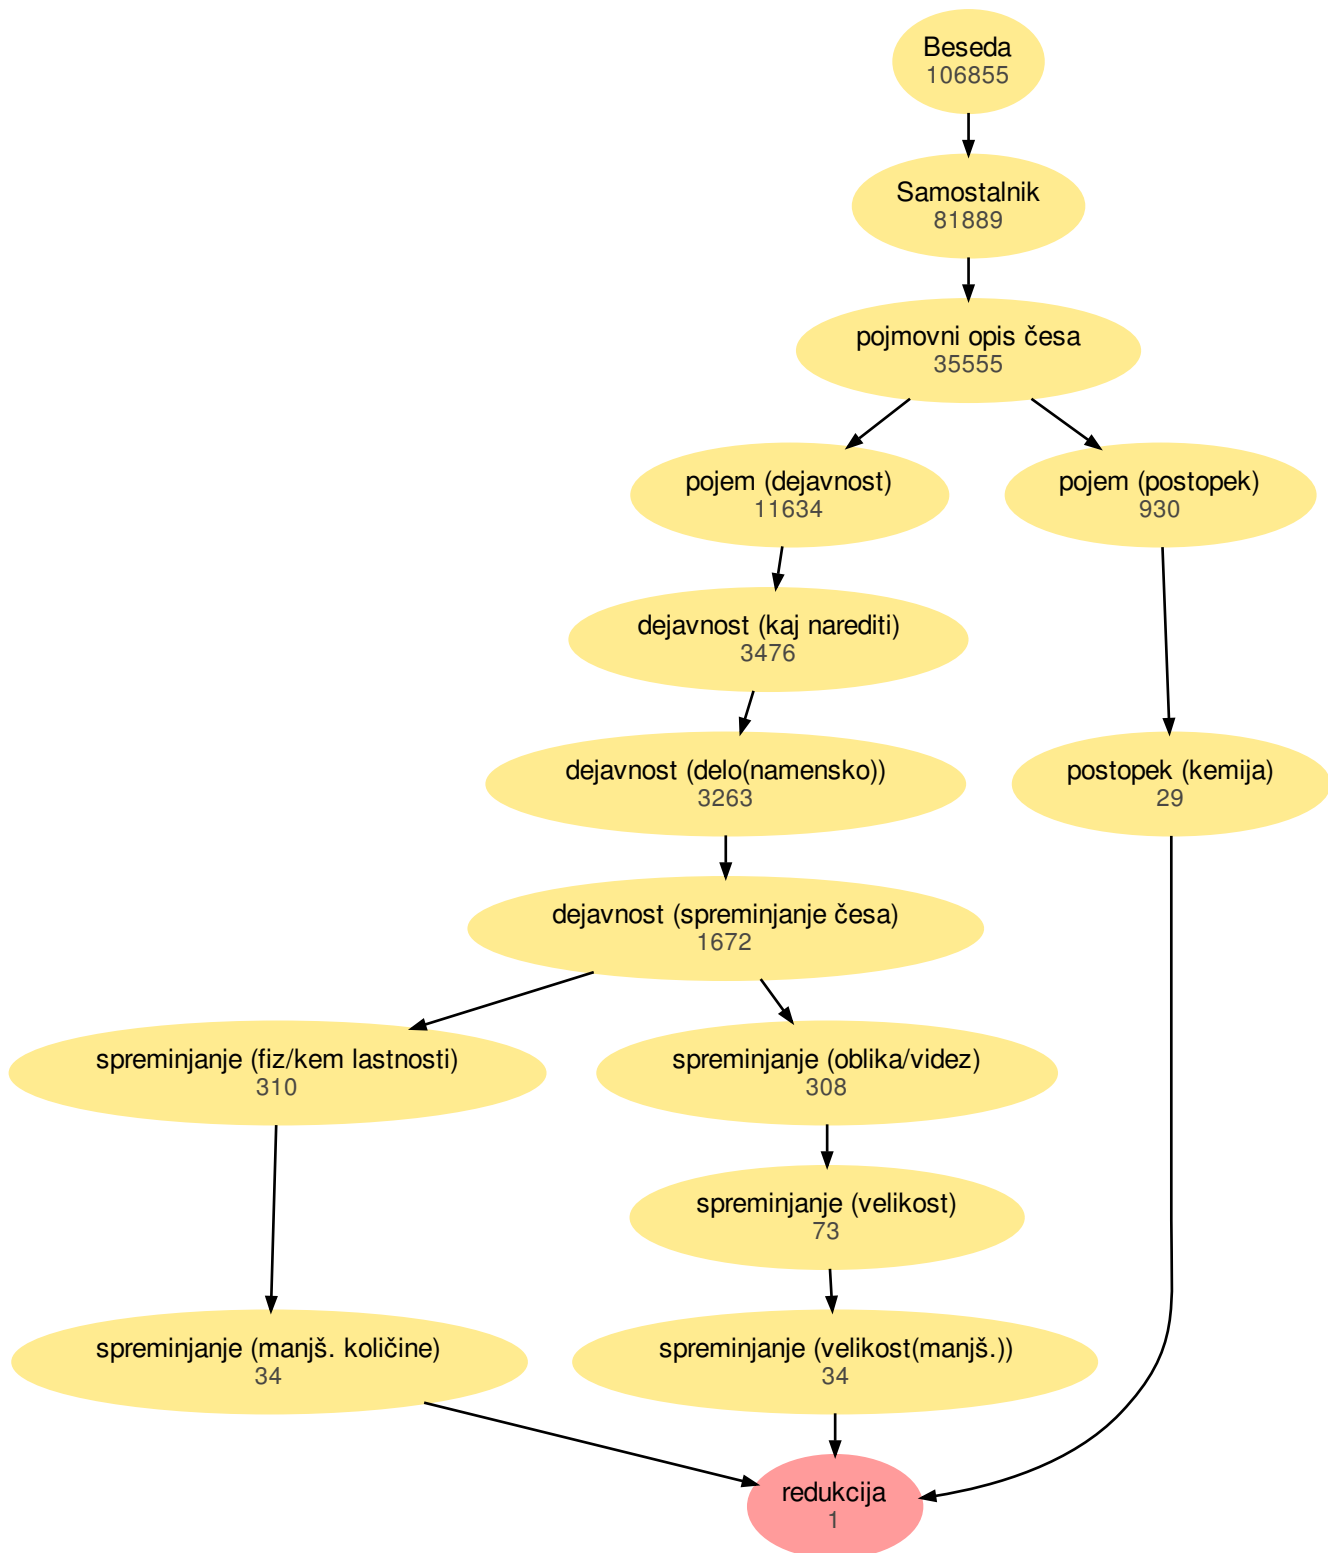 Beseda
106855
Samostalnik
81889
pojmovni opis česa
35555
pojem (dejavnost)
11634
pojem (postopek)
930
dejavnost (kaj narediti)
3476
dejavnost (delo(namensko))
3263
postopek (kemija)
29
dejavnost (spreminjanje česa)
1672
spreminjanje (fiz/kem lastnosti)
310
spreminjanje (oblika/videz)
308
spreminjanje (velikost)
73
spreminjanje (manjš. količine)
34
spreminjanje (velikost(manjš.))
34
redukcija
1